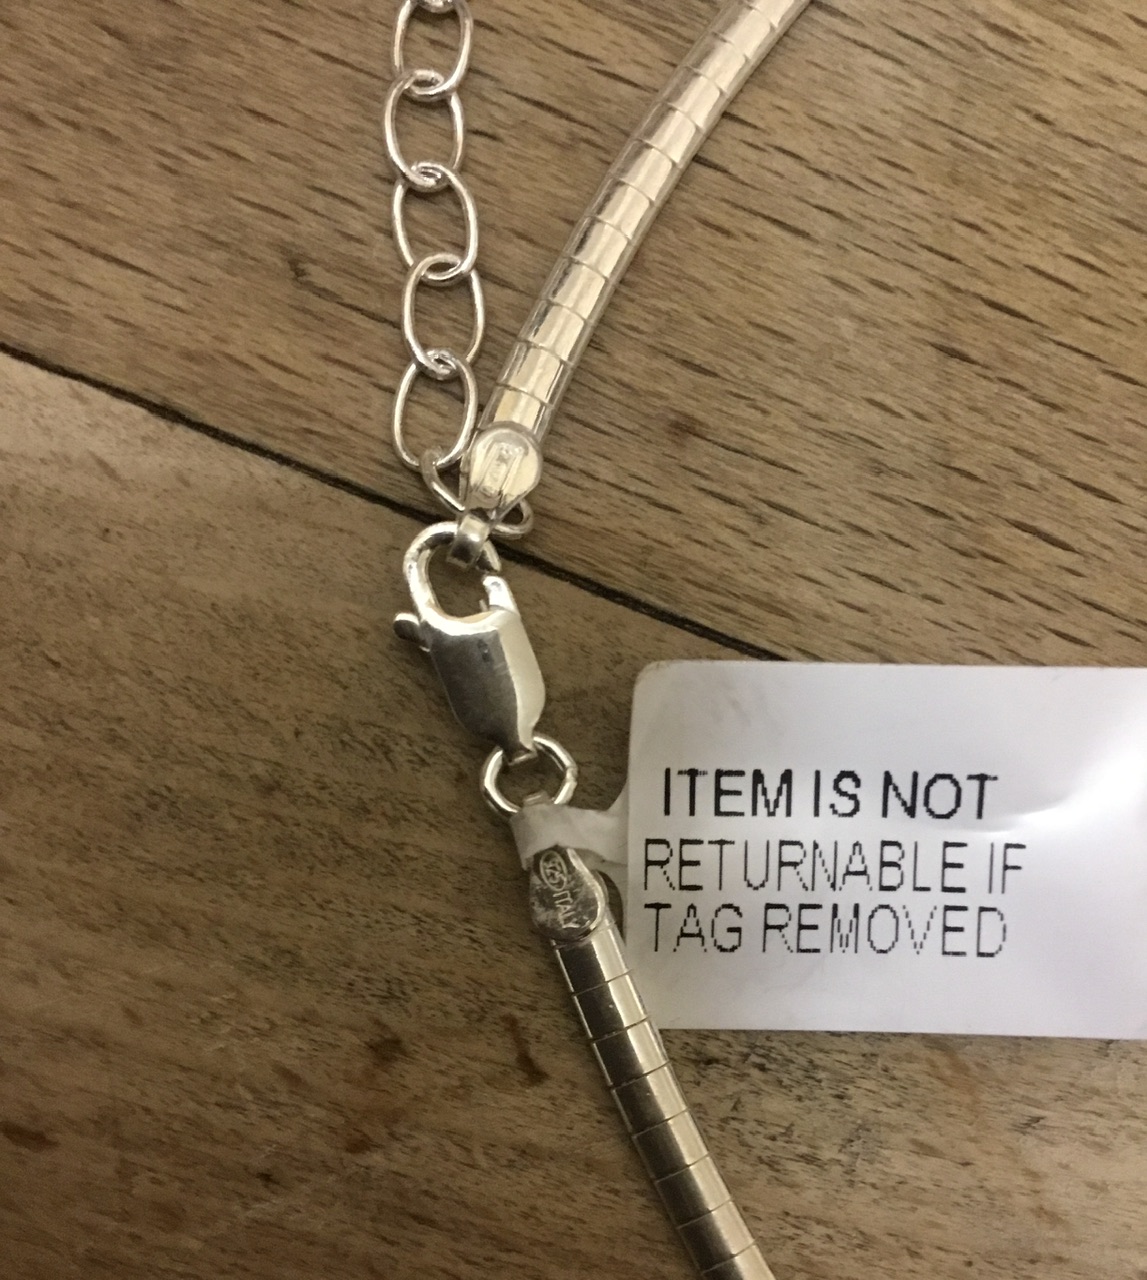 ITEM IS NOT
RETURNABLE IF
TAG REMOVED
925 ITALY